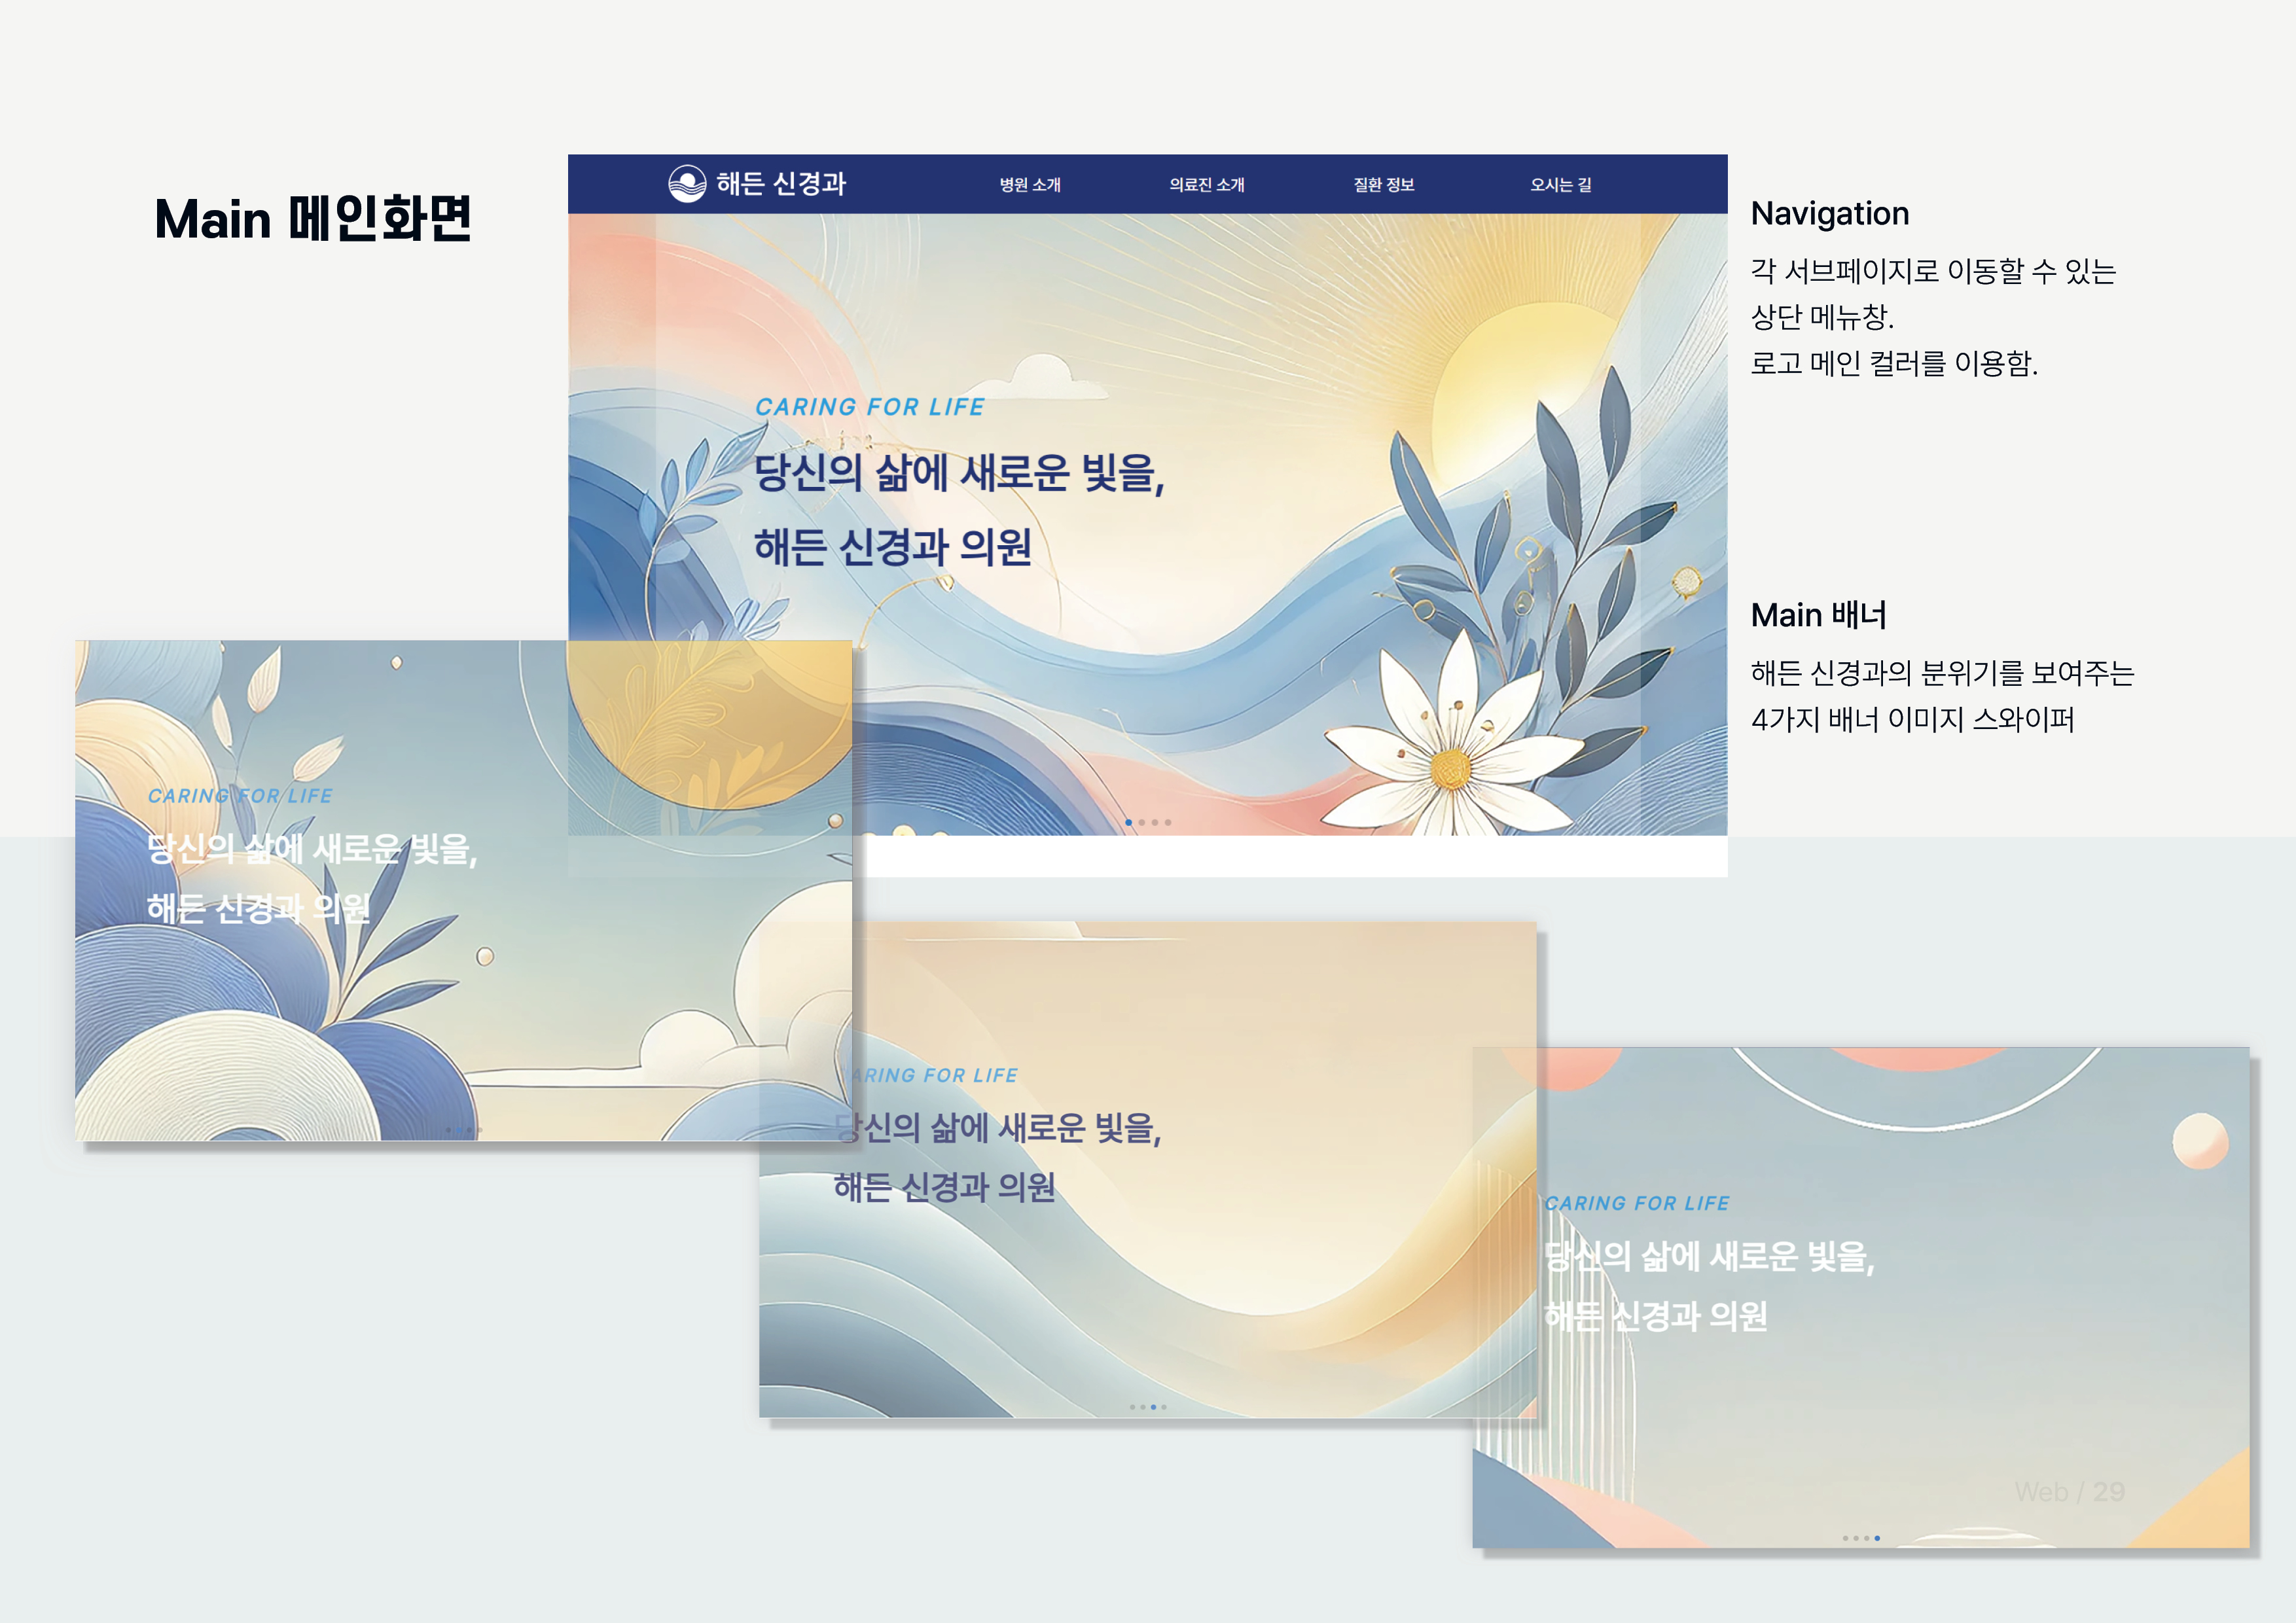 Main 메인화면
해든 신경과
병원 소개
의료진 소개
질환 정보
오시는 길
CARING FOR LIFE
당신의 삶에 새로운 빛을,
해든 신경과 의원
Navigation
각 서브페이지로 이동할 수 있는
상단 메뉴창.
로고 메인 컬러를 이용함.
Main 배너
해든 신경과의 분위기를 보여주는
4가지 배너 이미지 스와이퍼
CARING FOR LIFE
당신의 삶에 새로운 빛을,
해든 신경과 의원
CARING FOR LIFE
당신의 삶에 새로운 빛을,
해든 신경과 의원
CARING FOR LIFE
당신의 삶에 새로운 빛을,
해든 신경과 의원
Web / 29